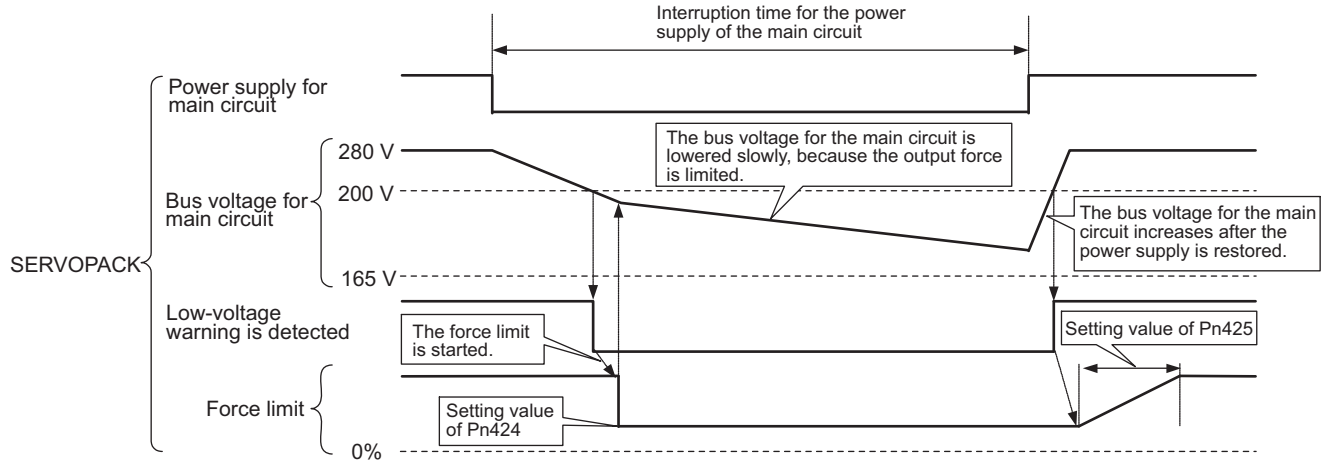 Interruption time for the power
supply of the main circuit
Power supply for
main circuit
The bus voltage for the main circuit is
lowered slowly, because the output force
is limited.
280 V
200 V
Bus voltage for
main circuit
The bus voltage for the main
circuit increases after the
power supply is restored.
SERVOPACK
165 V
Low-voltage
warning is detected
The force limit
is started.
Setting value of Pn425
Force limit
Setting value
of Pn424
0%